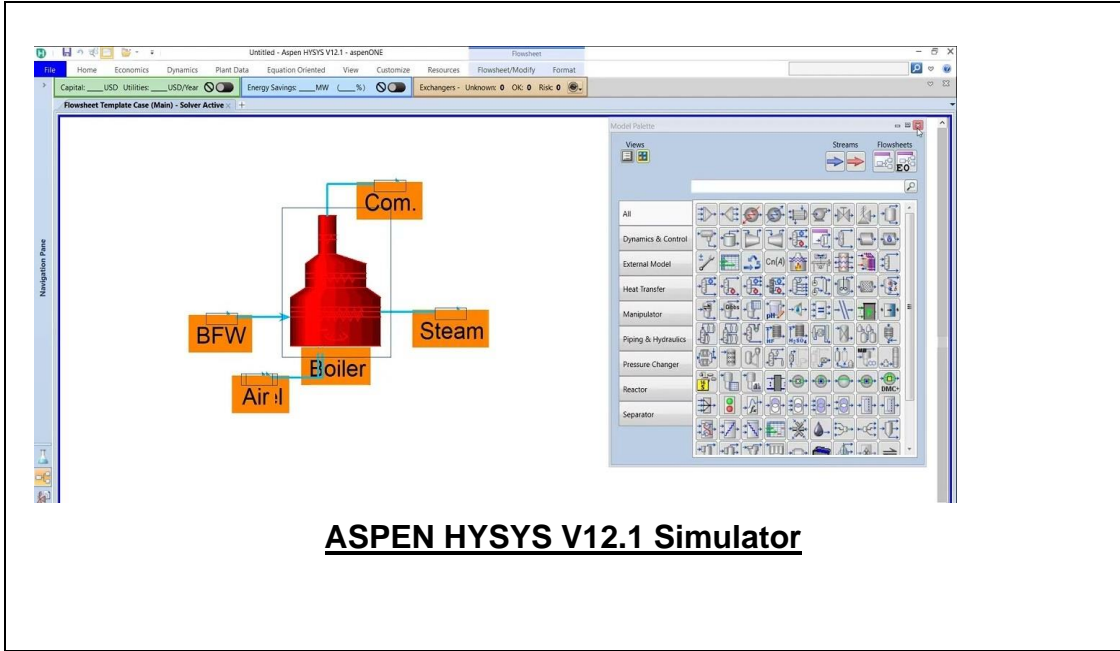 Untitled - Aspen HYSYS V12.1 - aspenONE
Flowsheet
File Home Economics Dynamics Plant Data Equation Oriented View Customize Resources Flowsheet/Modify Format
Capital: ____USD Utilities: ____USD/Year Energy Savings: ____MW (____%) Exchangers - Unknown: 0 OK: 0 Risk: 0
Flowsheet Template Case (Main) - Solver Active
Navigation Pane
Com.
BFW
Steam
Boiler
Air
Model Palette
Views
Streams
Flowsheets
EO
All
Dynamics & Control
External Model
Heat Transfer
Manipulator
Piping & Hydraulics
Pressure Changer
Reactor
Separator
Cn(A)
pH
DMC+
ASPEN HYSYS V12.1 Simulator